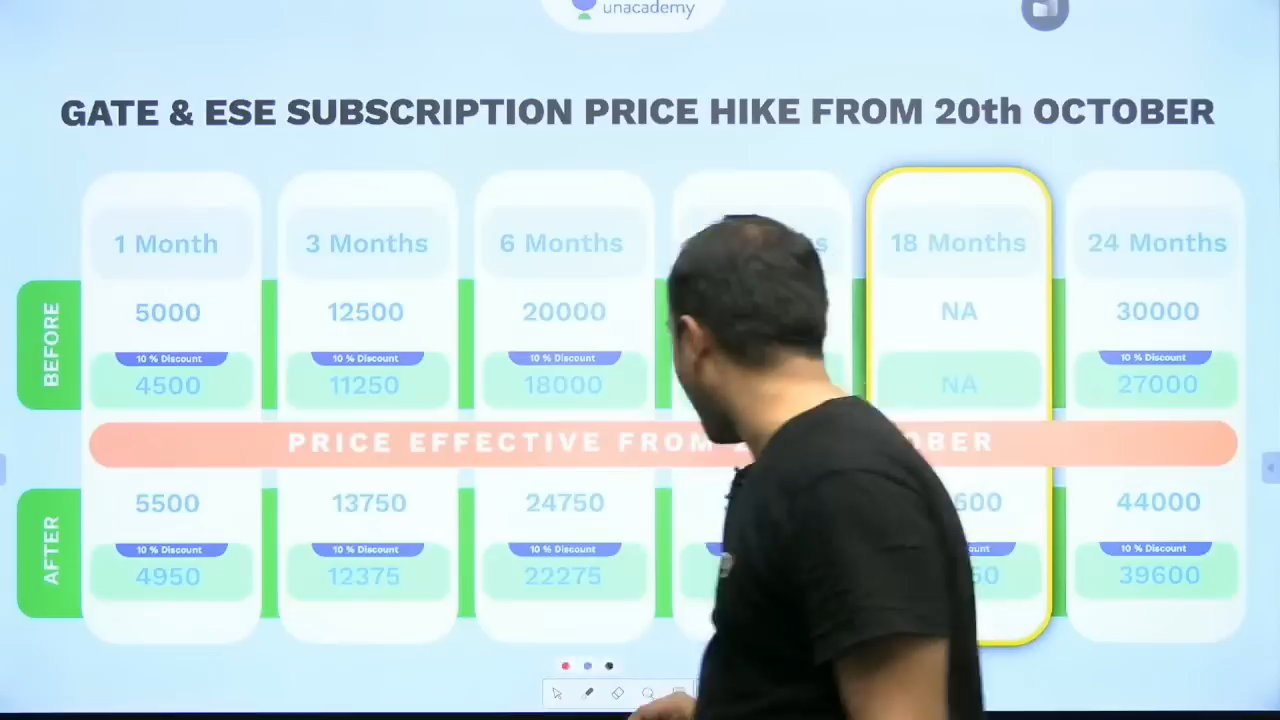 unacademy
GATE & ESE SUBSCRIPTION PRICE HIKE FROM 20th OCTOBER
1 Month 3 Months 6 Months 18 Months 24 Months
BEFORE
5000 12500 20000 NA 30000
10 % Discount 10 % Discount 10 % Discount 10 % Discount
4500 11250 18000 NA 27000
PRICE EFFECTIVE FROM
AFTER
5500 13750 24750 44000
10 % Discount 10 % Discount 10 % Discount 10 % Discount
4950 12375 22275 39600